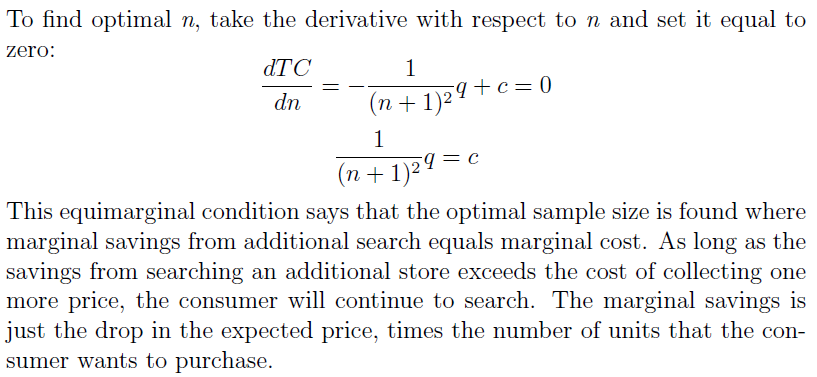 To find optimal n, take the derivative with respect to n and set it equal to
zero:
dTC/dn = −1/(n + 1)²q + c = 0
1/(n + 1)²q = c
This equimarginal condition says that the optimal sample size is found where
marginal savings from additional search equals marginal cost. As long as the
savings from searching an additional store exceeds the cost of collecting one
more price, the consumer will continue to search. The marginal savings is
just the drop in the expected price, times the number of units that the con-
sumer wants to purchase.